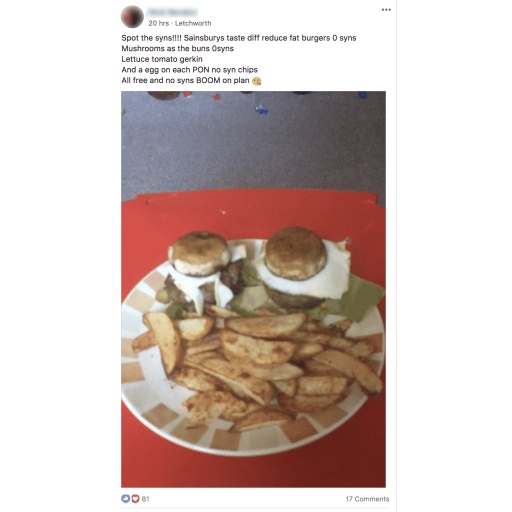 20 hrs · Letchworth
Spot the syns!!!! Sainsburys taste diff reduce fat burgers 0 syns
Mushrooms as the buns 0syns
Lettuce tomato gerkin
And a egg on each PON no syn chips
All free and no syns BOOM on plan 😘
81
17 Comments